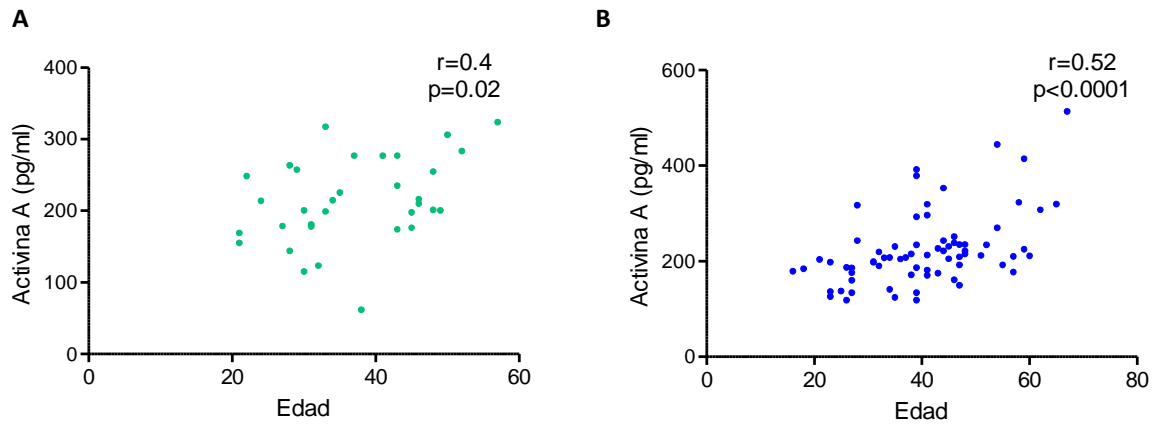 A
r=0.4
p=0.02
400
300
200
100
0
0 20 40 60
Activina A (pg/ml)
Edad
B
r=0.52
p<0.0001
600
400
200
0
0 20 40 60 80
Activina A (pg/ml)
Edad